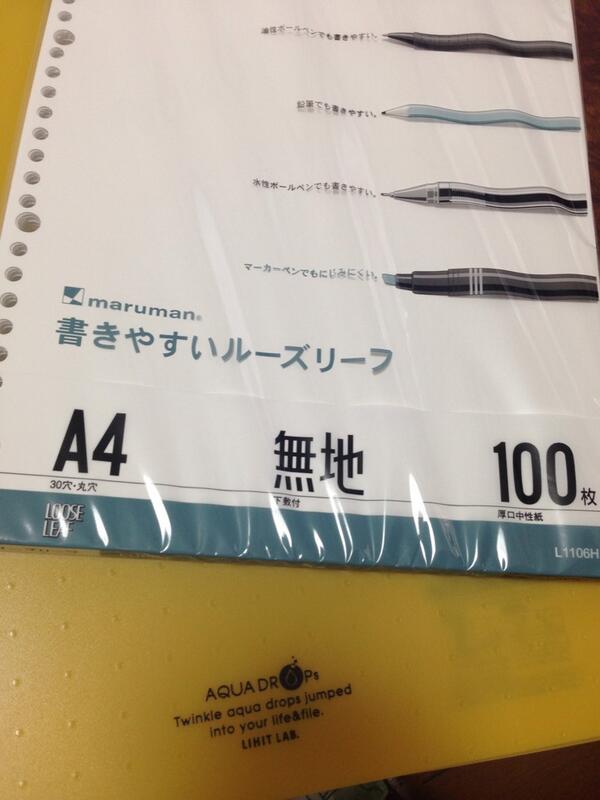 油性ボールペンでも書きやすい。
鉛筆でも書きやすい。
水性ボールペンでも書きやすい。
マーカーペンでもにじみにくい。
maruman®
書きやすいルーズリーフ
A4 無地 100枚
30穴・丸穴 下敷付 厚口中性紙
LOOSE
LEAF
L1106H
AQUA DROPs
Twinkle aqua drops jumped
into your life&file.
LIHIT LAB.